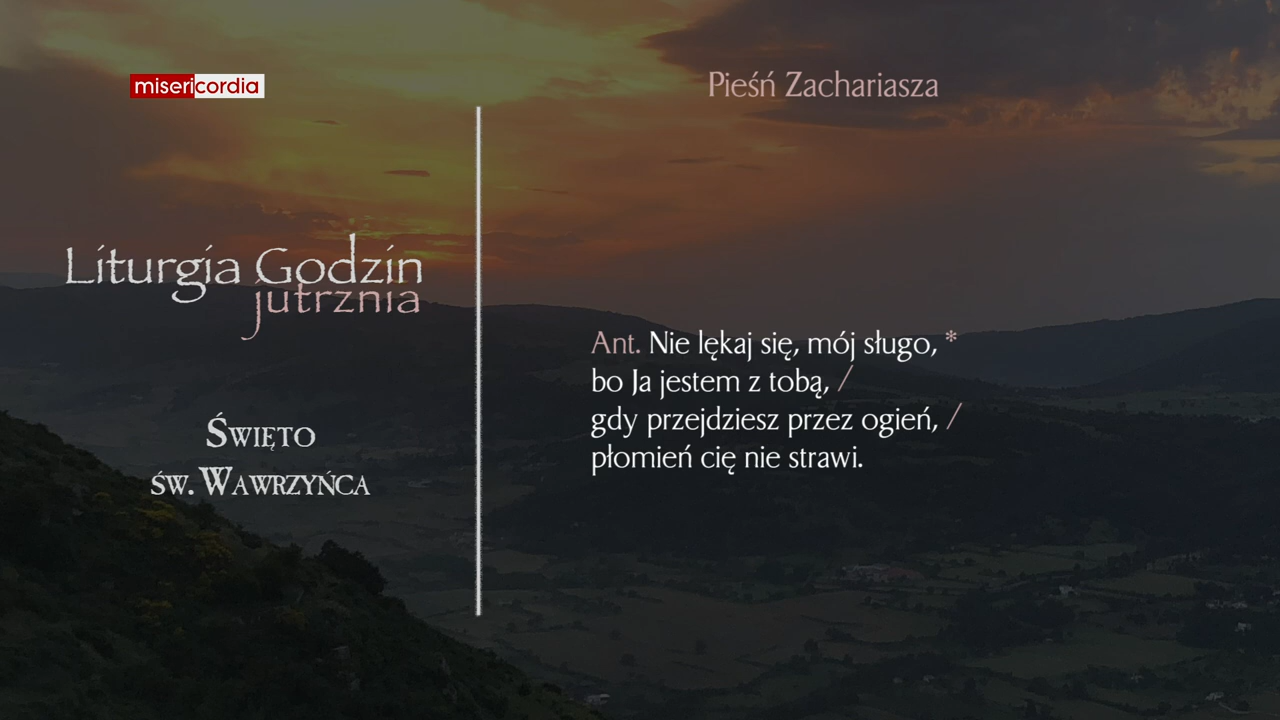 misericordia
Liturgia Godzin
jutrznia
Święto
św. Wawrzyńca
Pieśń Zachariasza
Ant. Nie lękaj się, mój sługo, *
bo Ja jestem z tobą, /
gdy przejdziesz przez ogień, /
płomień cię nie strawi.